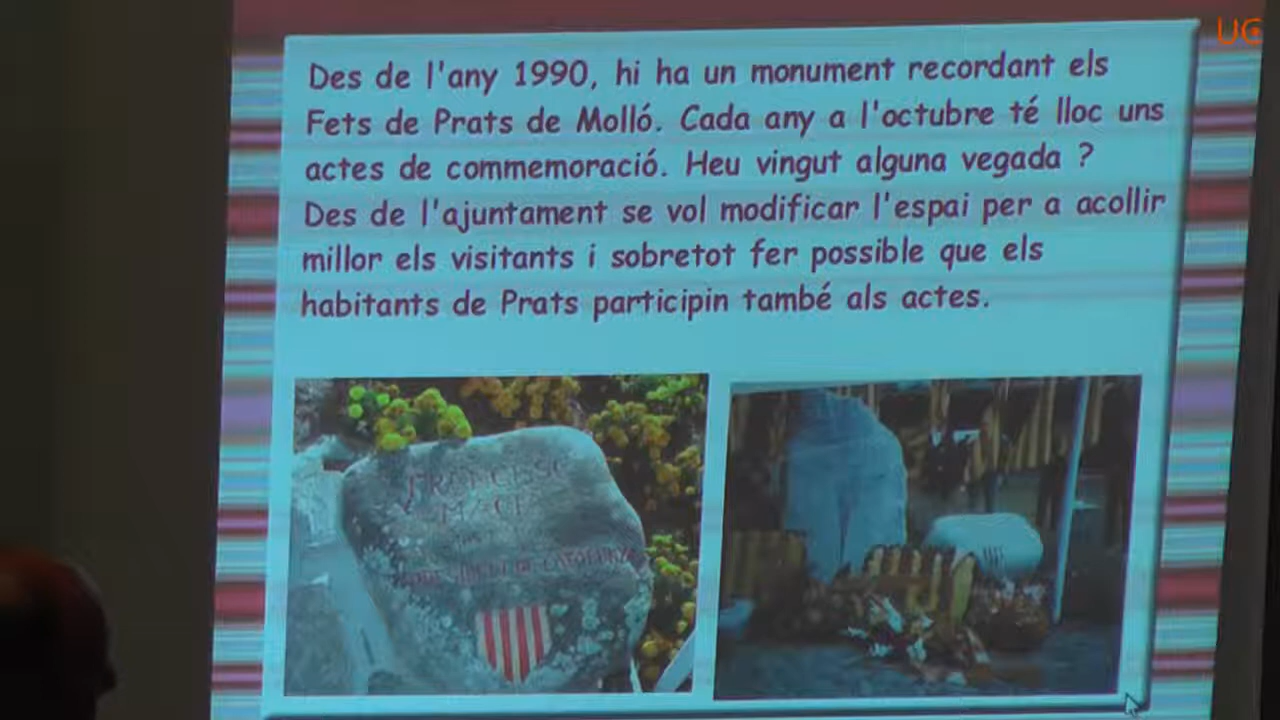 UG
Des de l'any 1990, hi ha un monument recordant els
Fets de Prats de Molló. Cada any a l'octubre té lloc uns
actes de commemoració. Heu vingut alguna vegada ?
Des de l'ajuntament se vol modificar l'espai per a acollir
millor els visitants i sobretot fer possible que els
habitants de Prats participin també als actes.
FRANCESC
MACI